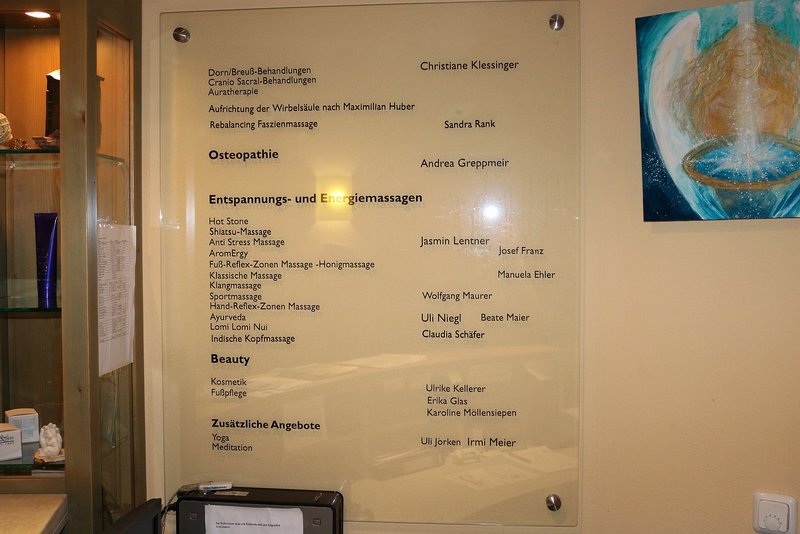 Dorn/Breuß-Behandlungen Christiane Klessinger
Cranio Sacral-Behandlungen
Auratherapie
Aufrichtung der Wirbelsäule nach Maximilian Huber
Rebalancing Faszienmassage Sandra Rank
Osteopathie Andrea Greppmeir
Entspannungs- und Energiemassagen
Hot Stone
Shiatsu-Massage
Anti Stress Massage Jasmin Lentner
AromErgy Josef Franz
Fuß-Reflex-Zonen Massage -Honigmassage
Klassische Massage Manuela Ehler
Klangmassage
Sportmassage Wolfgang Maurer
Hand-Reflex-Zonen Massage
Ayurveda Uli Niegl Beate Maier
Lomi Lomi Nui
Indische Kopfmassage Claudia Schäfer
Beauty
Kosmetik Ulrike Kellerer
Fußpflege Erika Glas
Karoline Möllensiepen
Zusätzliche Angebote
Yoga Uli Jörken Irmi Meier
Meditation